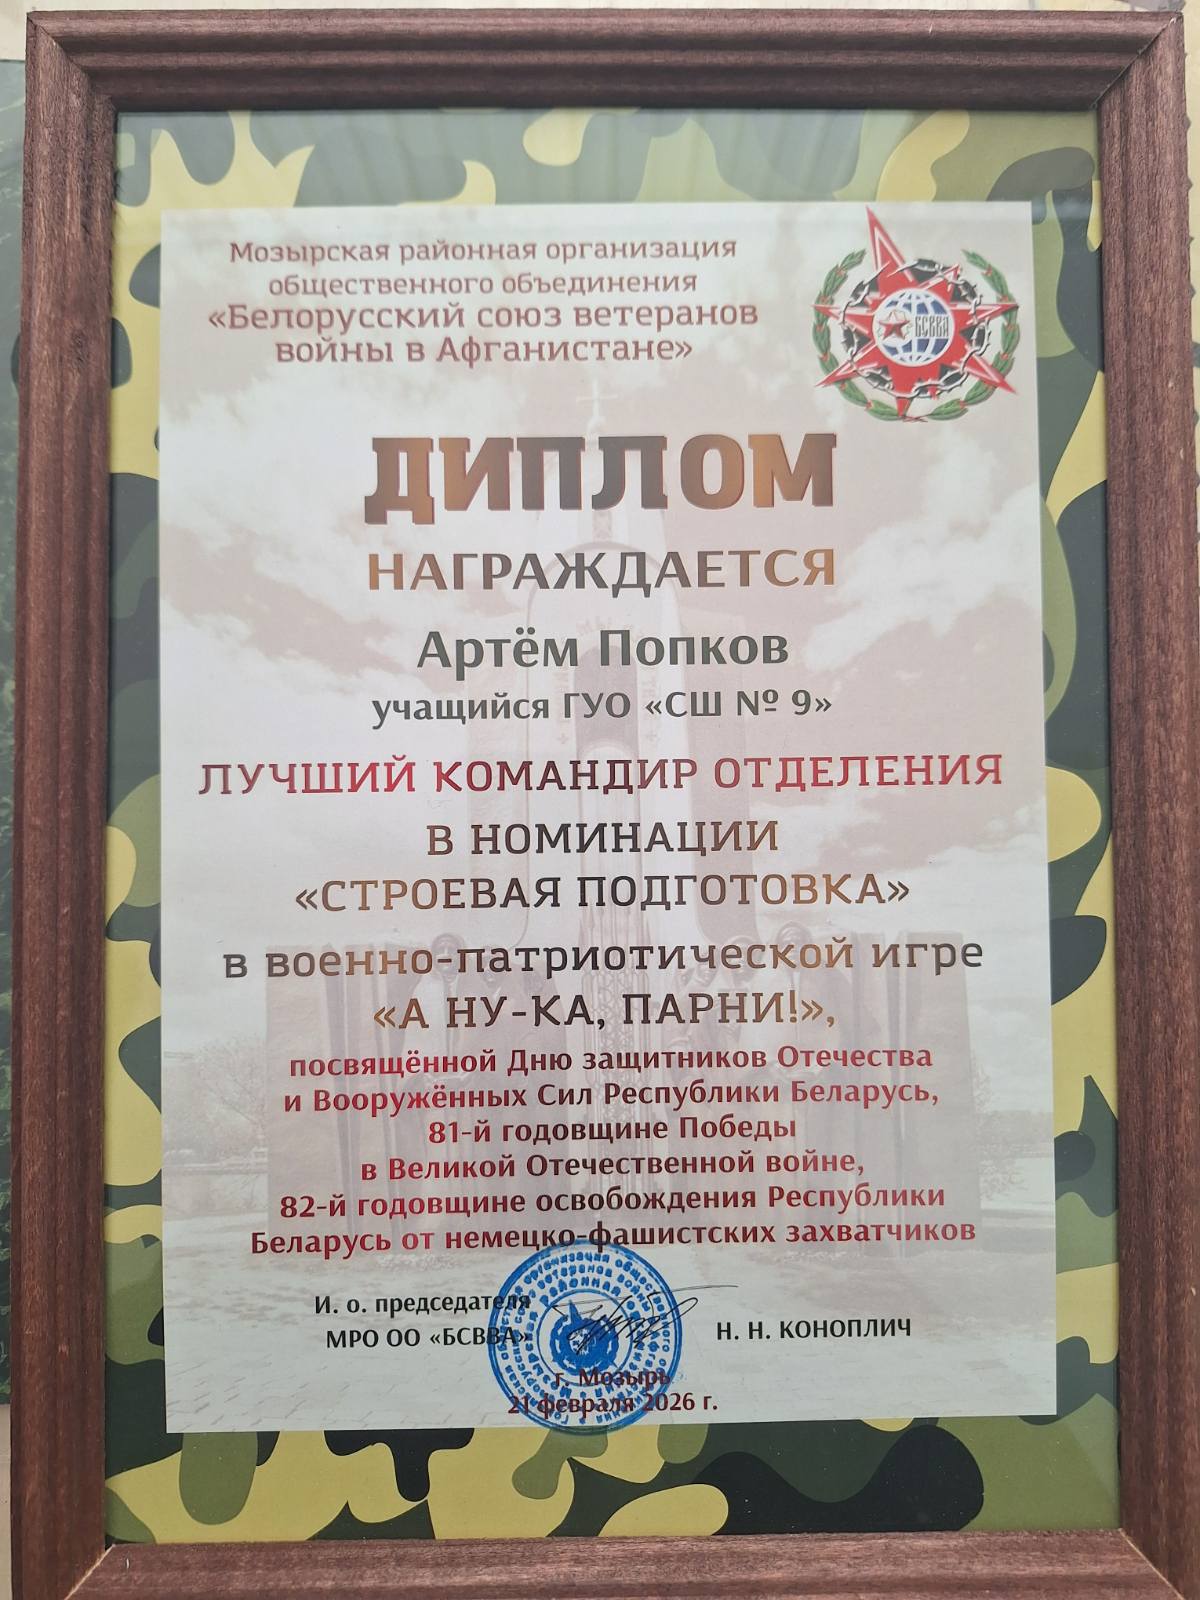 Мозырская районная организация
общественного объединения
«Белорусский союз ветеранов
войны в Афганистане»
БСВВА
ДИПЛОМ
НАГРАЖДАЕТСЯ
Артём Попков
учащийся ГУО «СШ № 9»
ЛУЧШИЙ КОМАНДИР ОТДЕЛЕНИЯ
В НОМИНАЦИИ
«СТРОЕВАЯ ПОДГОТОВКА»
в военно-патриотической игре
«А НУ-КА, ПАРНИ!»,
посвящённой Дню защитников Отечества
и Вооружённых Сил Республики Беларусь,
81-й годовщине Победы
в Великой Отечественной войне,
82-й годовщине освобождения Республики
Беларусь от немецко-фашистских захватчиков
И. о. председателя
МРО ОО «БСВВА»
Н. Н. КОНОПЛИЧ
г. Мозырь
21 февраля 2026 г.